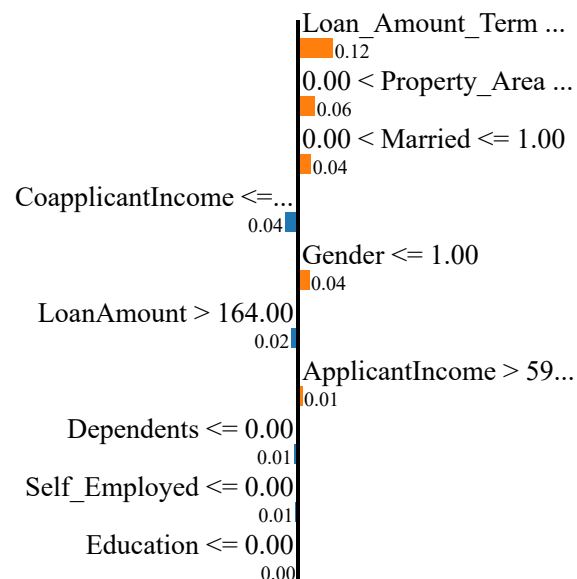 Loan_Amount_Term ...
0.12
0.00 < Property_Area ...
0.06
0.00 < Married <= 1.00
0.04
CoapplicantIncome <=...
0.04
Gender <= 1.00
0.04
LoanAmount > 164.00
0.02
ApplicantIncome > 59...
0.01
Dependents <= 0.00
0.01
Self_Employed <= 0.00
0.01
Education <= 0.00
0.00